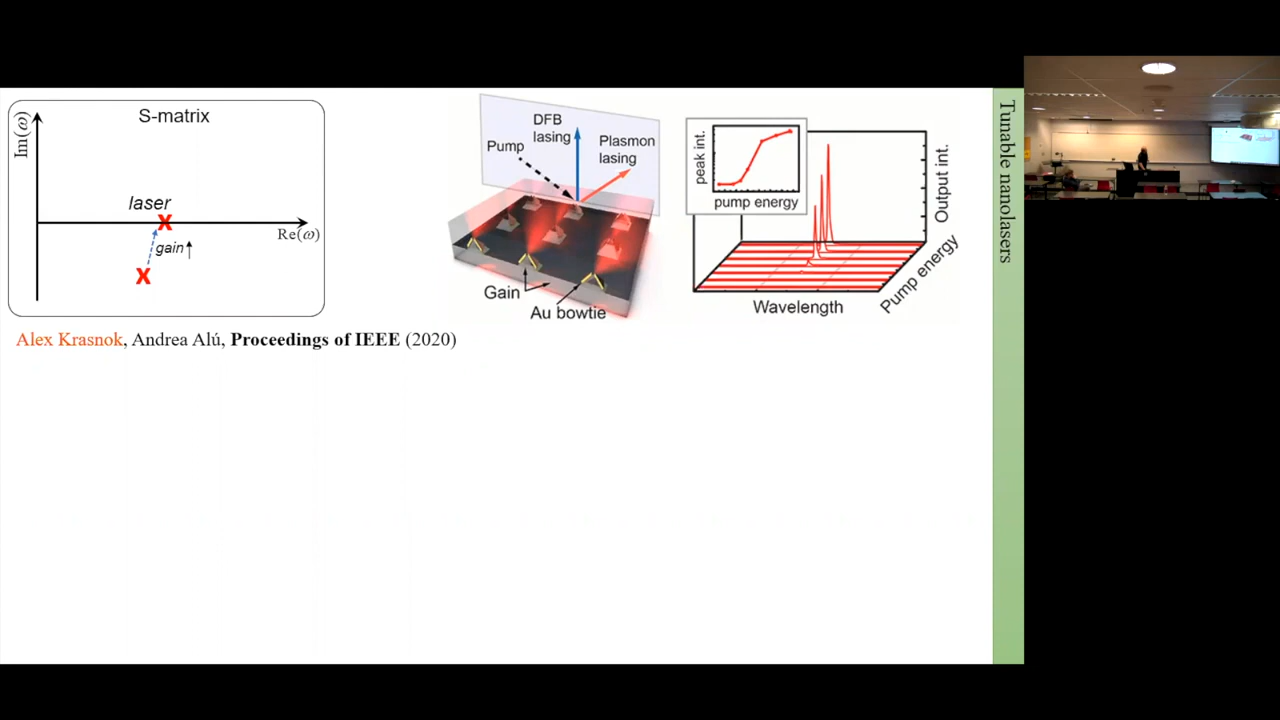 S-matrix
Im(ω)
laser
gain
Re(ω)
X
X
Alex Krasnok, Andrea Alú, Proceedings of IEEE (2020)
DFB
lasing
Pump
Plasmon
lasing
Gain
Au bowtie
peak int.
pump energy
Output int.
Wavelength
Pump energy
Tunable nanolasers